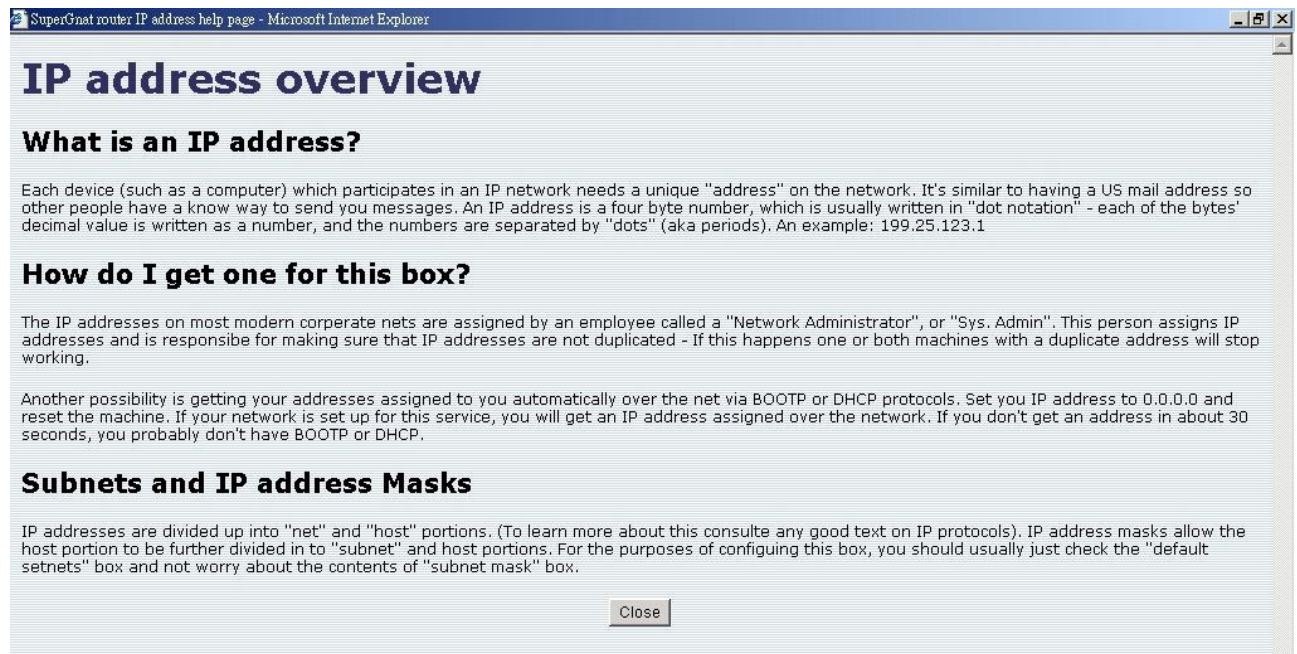 SuperGnat router IP address help page - Microsoft Internet Explorer
IP address overview
What is an IP address?
Each device (such as a computer) which participates in an IP network needs a unique "address" on the network. It's similar to having a US mail address so
other people have a know way to send you messages. An IP address is a four byte number, which is usually written in "dot notation" - each of the bytes'
decimal value is written as a number, and the numbers are separated by "dots" (aka periods). An example: 199.25.123.1
How do I get one for this box?
The IP addresses on most modern corperate nets are assigned by an employee called a "Network Administrator", or "Sys. Admin". This person assigns IP
addresses and is responsibe for making sure that IP addresses are not duplicated - If this happens one or both machines with a duplicate address will stop
working.
Another possibility is getting your addresses assigned to you automatically over the net via BOOTP or DHCP protocols. Set you IP address to 0.0.0.0 and
reset the machine. If your network is set up for this service, you will get an IP address assigned over the network. If you don't get an address in about 30
seconds, you probably don't have BOOTP or DHCP.
Subnets and IP address Masks
IP addresses are divided up into "net" and "host" portions. (To learn more about this consulte any good text on IP protocols). IP address masks allow the
host portion to be further divided in to "subnet" and host portions. For the purposes of configuing this box, you should usually just check the "default
setnets" box and not worry about the contents of "subnet mask" box.
Close